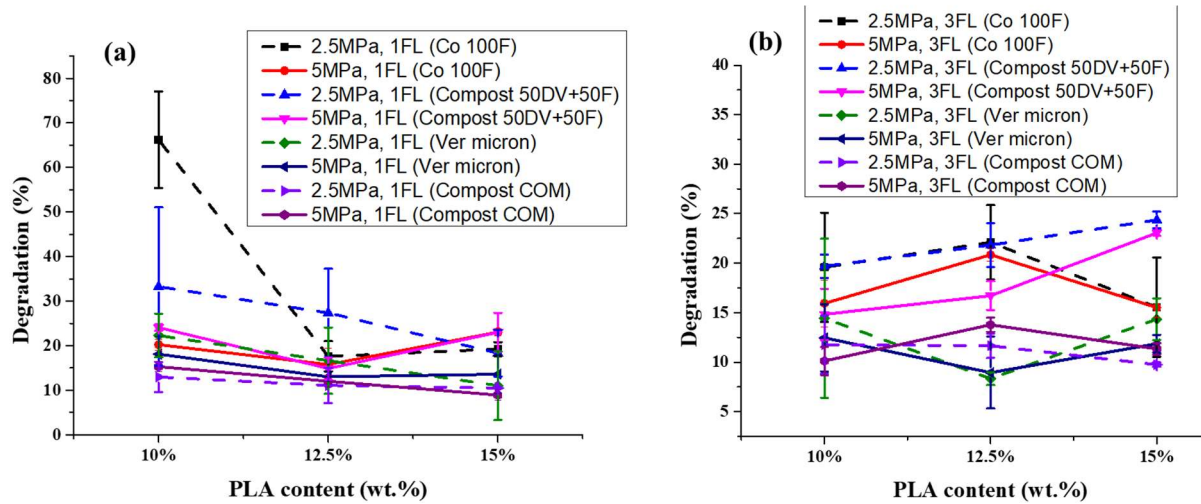 (a)
2.5MPa, 1FL (Co 100F)
5MPa, 1FL (Co 100F)
2.5MPa, 1FL (Compost 50DV+50F)
5MPa, 1FL (Compost 50DV+50F)
2.5MPa, 1FL (Ver micron)
5MPa, 1FL (Ver micron)
2.5MPa, 1FL (Compost COM)
5MPa, 1FL (Compost COM)
Degradation (%)
80
70
60
50
40
30
20
10
0
10%
12.5%
15%
PLA content (wt.%)
(b)
2.5MPa, 3FL (Co 100F)
5MPa, 3FL (Co 100F)
2.5MPa, 3FL (Compost 50DV+50F)
5MPa, 3FL (Compost 50DV+50F)
2.5MPa, 3FL (Ver micron)
5MPa, 3FL (Ver micron)
2.5MPa, 3FL (Compost COM)
5MPa, 3FL (Compost COM)
Degradation (%)
40
35
30
25
20
15
10
5
10%
12.5%
15%
PLA content (wt.%)